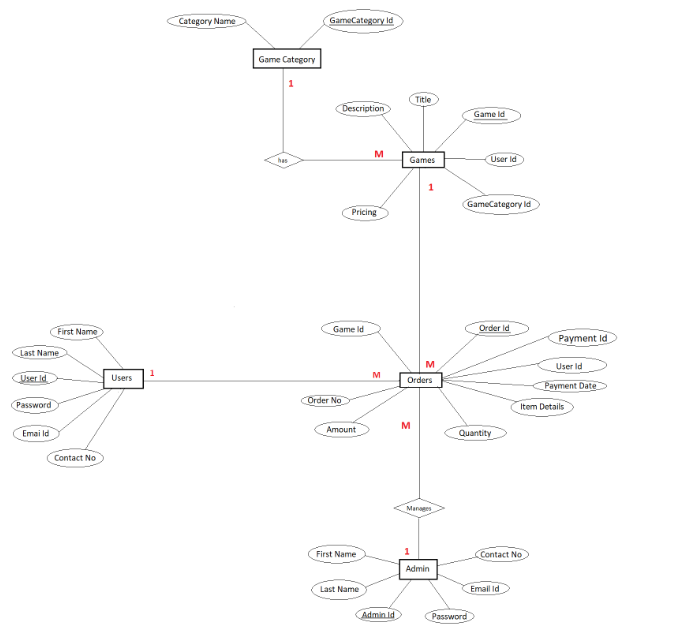 Category Name
GameCategory Id
Game Category
1
Title
Description
Game Id
M
has
Games
User Id
1
GameCategory Id
Pricing
Game Id
Order Id
First Name
Payment Id
Last Name
M
User Id
User Id
Users
1
M
Orders
Payment Date
Order No
Password
Item Details
Amount
M
Emai Id
Quantity
Contact No
Manages
1
First Name
Contact No
Admin
Last Name
Email Id
Admin Id
Password